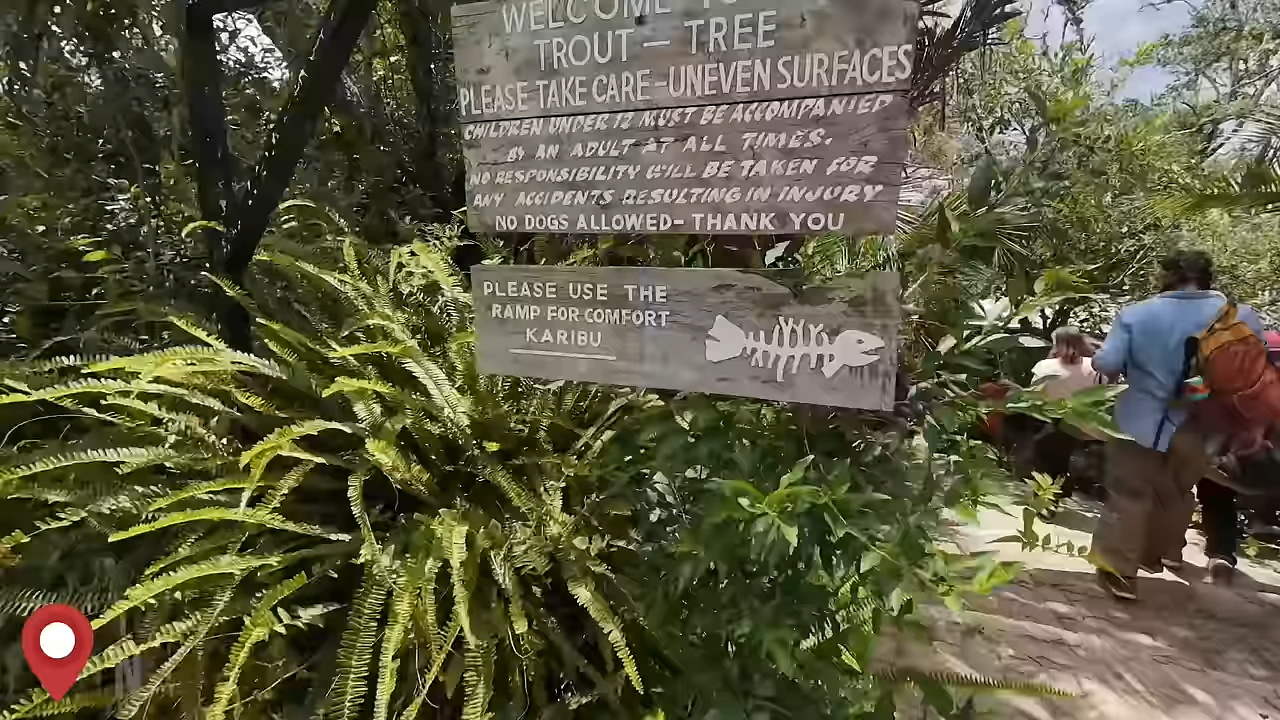 WELCOME TO
TROUT - TREE
PLEASE TAKE CARE - UNEVEN SURFACES
CHILDREN UNDER 12 MUST BE ACCOMPANIED
BY AN ADULT AT ALL TIMES.
NO RESPONSIBILITY WILL BE TAKEN FOR
ANY ACCIDENTS RESULTING IN INJURY
NO DOGS ALLOWED - THANK YOU
PLEASE USE THE
RAMP FOR COMFORT
KARIBU